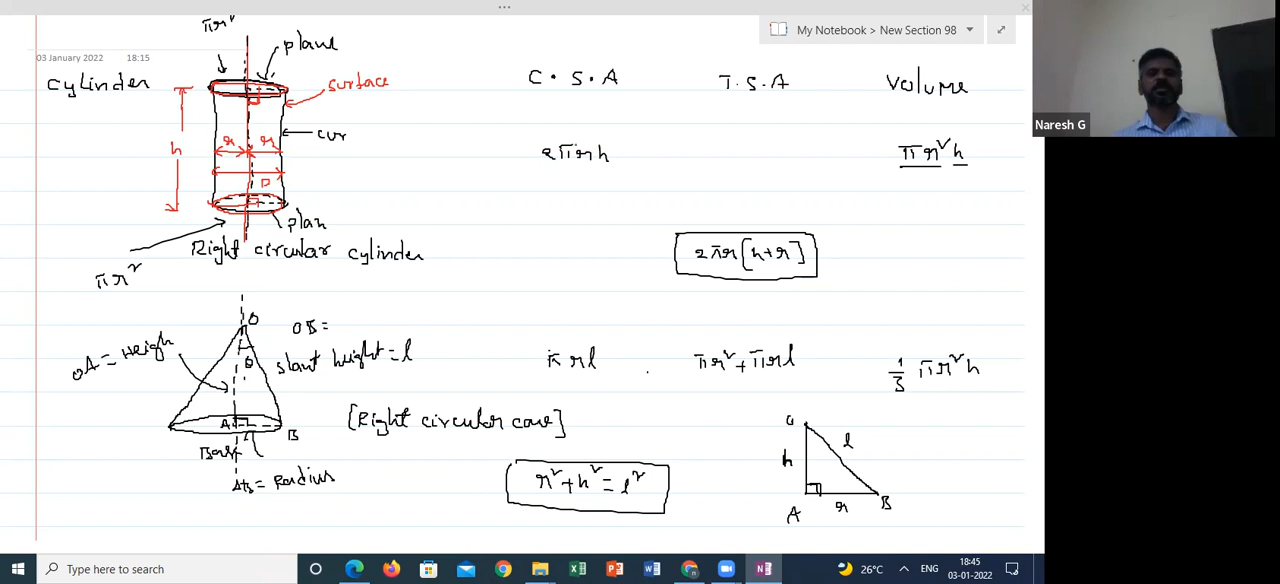 My Notebook > New Section 98
03 January 2022 18:15
Naresh G
πr²
plane
cylinder
surface
C.S.A
T.S.A
Volume
cur
h
r
r
D
2πrh
πr²h
plan
Right circular cylinder
πr²
2πr[h+r]
O
OB=
OA = Heigh
θ
slant height = l
πrl
πr²+πrl
1/3 πr²h
A
B
[Right circular cone]
Base
AB = Radius
r²+h²=l²
O
h
l
A
r
B
Type here to search
26°C
ENG
18:45
03-01-2022